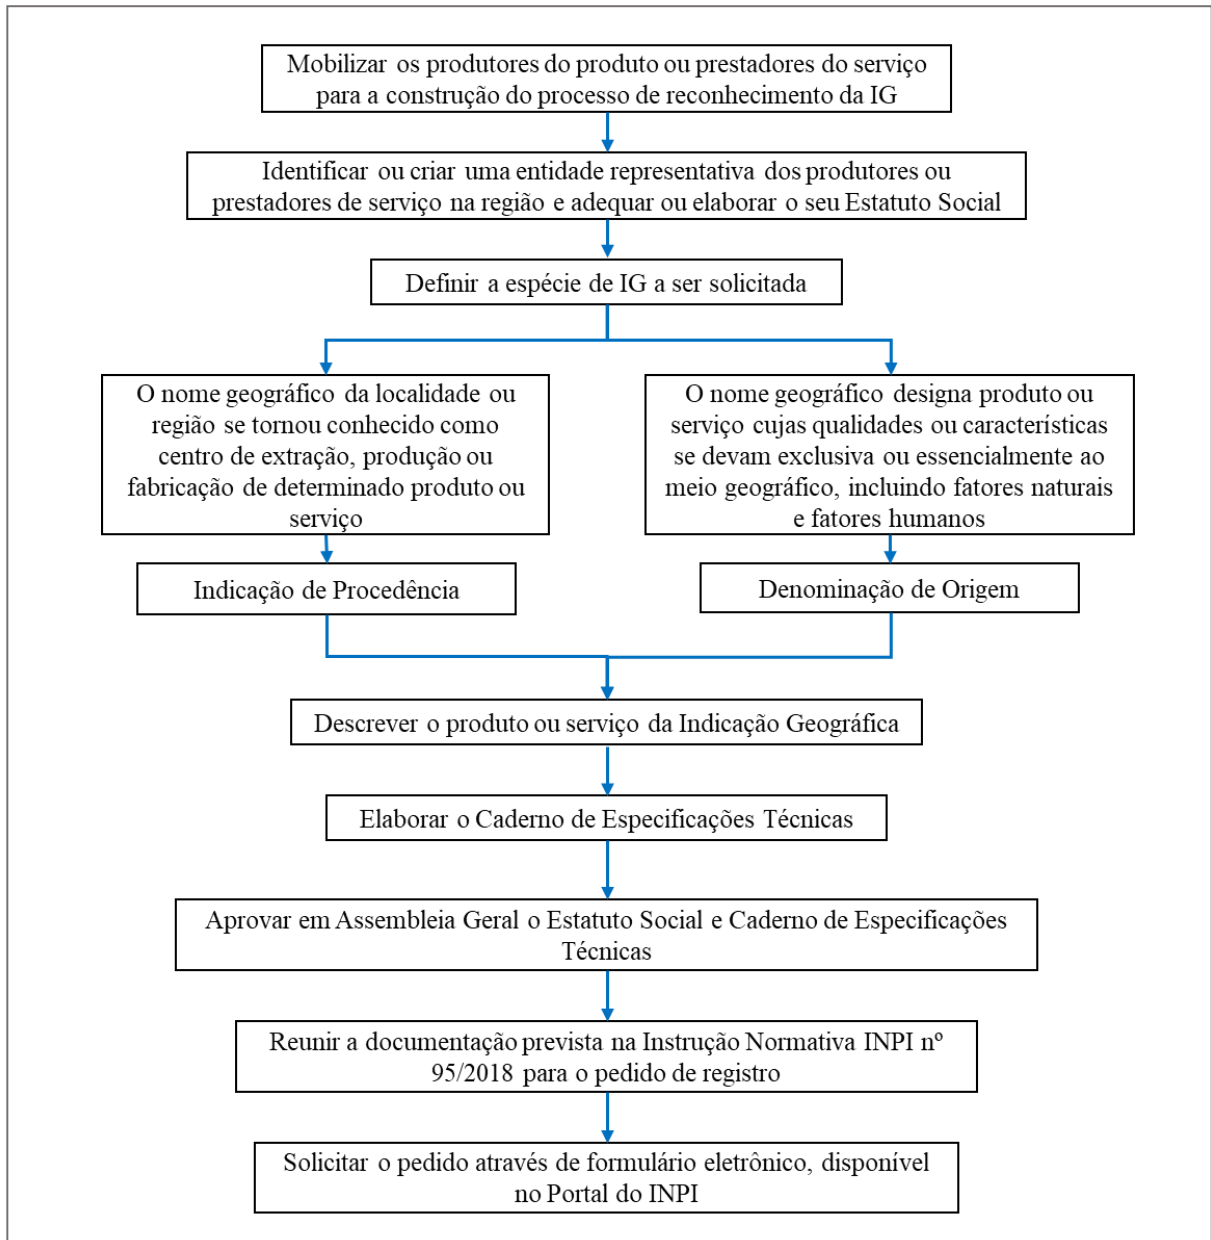 Mobilizar os produtores do produto ou prestadores do serviço
para a construção do processo de reconhecimento da IG
Identificar ou criar uma entidade representativa dos produtores ou
prestadores de serviço na região e adequar ou elaborar o seu Estatuto Social
Definir a espécie de IG a ser solicitada
O nome geográfico da localidade ou
região se tornou conhecido como
centro de extração, produção ou
fabricação de determinado produto ou
serviço
O nome geográfico designa produto ou
serviço cujas qualidades ou características
se devam exclusiva ou essencialmente ao
meio geográfico, incluindo fatores naturais
e fatores humanos
Indicação de Procedência
Denominação de Origem
Descrever o produto ou serviço da Indicação Geográfica
Elaborar o Caderno de Especificações Técnicas
Aprovar em Assembleia Geral o Estatuto Social e Caderno de Especificações
Técnicas
Reunir a documentação prevista na Instrução Normativa INPI nº
95/2018 para o pedido de registro
Solicitar o pedido através de formulário eletrônico, disponível
no Portal do INPI